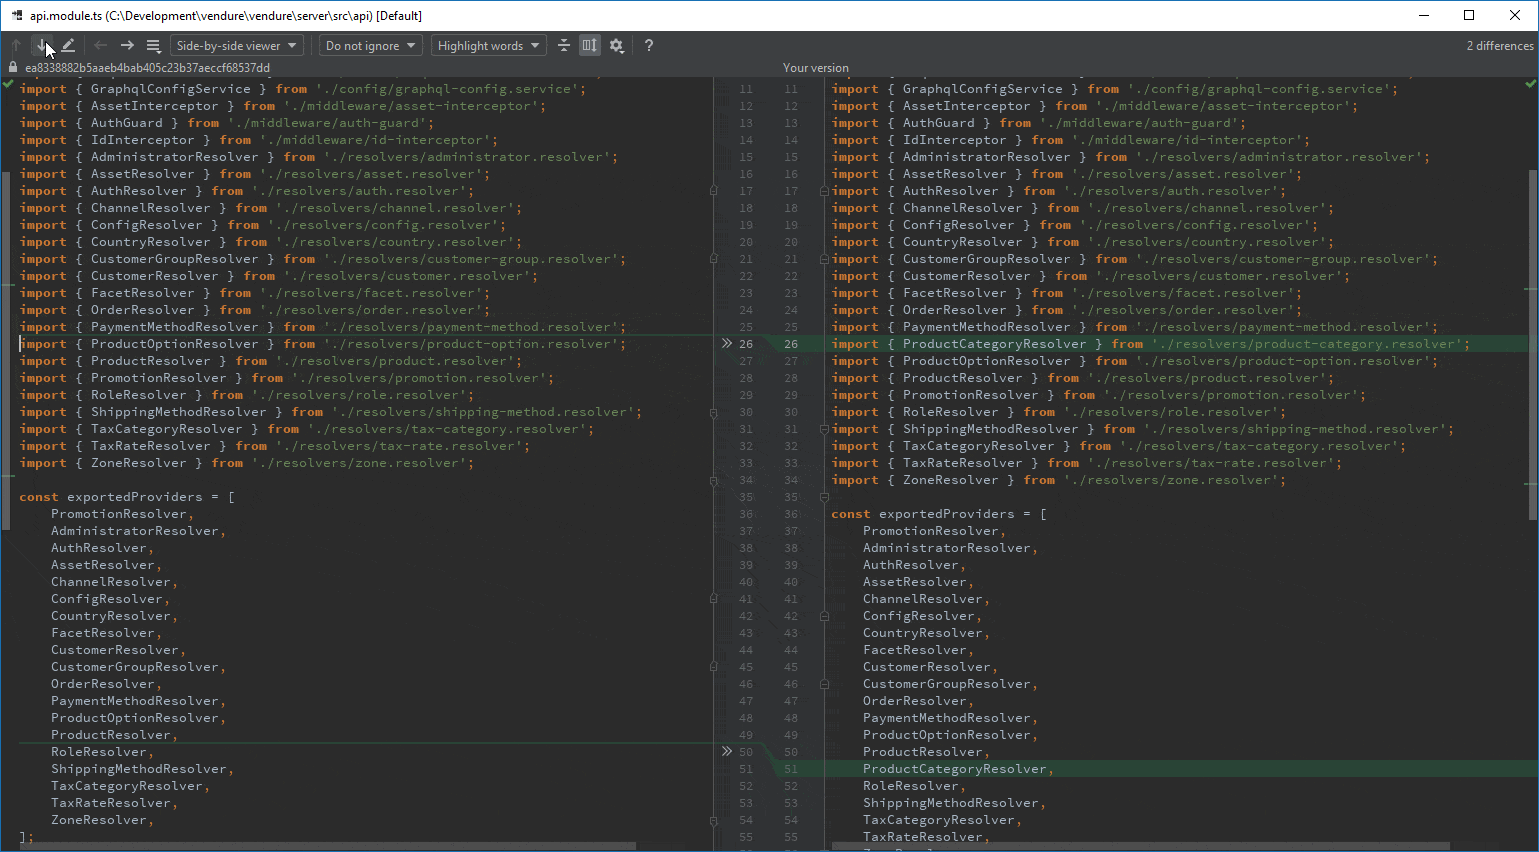 api.module.ts (C:\Development\vendure\vendure\server\src\api) [Default]
Side-by-side viewer Do not ignore Highlight words ? 2 differences
ea8338882b5aaeb4bab405c23b37aeccf68537dd Your version
import { GraphqlConfigService } from './config/graphql-config.service'; 11 11 import { GraphqlConfigService } from './config/graphql-config.service';
import { AssetInterceptor } from './middleware/asset-interceptor'; 12 12 import { AssetInterceptor } from './middleware/asset-interceptor';
import { AuthGuard } from './middleware/auth-guard'; 13 13 import { AuthGuard } from './middleware/auth-guard';
import { IdInterceptor } from './middleware/id-interceptor'; 14 14 import { IdInterceptor } from './middleware/id-interceptor';
import { AdministratorResolver } from './resolvers/administrator.resolver'; 15 15 import { AdministratorResolver } from './resolvers/administrator.resolver';
import { AssetResolver } from './resolvers/asset.resolver'; 16 16 import { AssetResolver } from './resolvers/asset.resolver';
import { AuthResolver } from './resolvers/auth.resolver'; 17 17 import { AuthResolver } from './resolvers/auth.resolver';
import { ChannelResolver } from './resolvers/channel.resolver'; 18 18 import { ChannelResolver } from './resolvers/channel.resolver';
import { ConfigResolver } from './resolvers/config.resolver'; 19 19 import { ConfigResolver } from './resolvers/config.resolver';
import { CountryResolver } from './resolvers/country.resolver'; 20 20 import { CountryResolver } from './resolvers/country.resolver';
import { CustomerGroupResolver } from './resolvers/customer-group.resolver'; 21 21 import { CustomerGroupResolver } from './resolvers/customer-group.resolver';
import { CustomerResolver } from './resolvers/customer.resolver'; 22 22 import { CustomerResolver } from './resolvers/customer.resolver';
import { FacetResolver } from './resolvers/facet.resolver'; 23 23 import { FacetResolver } from './resolvers/facet.resolver';
import { OrderResolver } from './resolvers/order.resolver'; 24 24 import { OrderResolver } from './resolvers/order.resolver';
import { PaymentMethodResolver } from './resolvers/payment-method.resolver'; 25 25 import { PaymentMethodResolver } from './resolvers/payment-method.resolver';
import { ProductOptionResolver } from './resolvers/product-option.resolver'; 26 26 import { ProductCategoryResolver } from './resolvers/product-category.resolver';
import { ProductResolver } from './resolvers/product.resolver'; 27 27 import { ProductOptionResolver } from './resolvers/product-option.resolver';
import { PromotionResolver } from './resolvers/promotion.resolver'; 28 28 import { ProductResolver } from './resolvers/product.resolver';
import { RoleResolver } from './resolvers/role.resolver'; 29 29 import { PromotionResolver } from './resolvers/promotion.resolver';
import { ShippingMethodResolver } from './resolvers/shipping-method.resolver'; 30 30 import { RoleResolver } from './resolvers/role.resolver';
import { TaxCategoryResolver } from './resolvers/tax-category.resolver'; 31 31 import { ShippingMethodResolver } from './resolvers/shipping-method.resolver';
import { TaxRateResolver } from './resolvers/tax-rate.resolver'; 32 32 import { TaxCategoryResolver } from './resolvers/tax-category.resolver';
import { ZoneResolver } from './resolvers/zone.resolver'; 33 33 import { TaxRateResolver } from './resolvers/tax-rate.resolver';
34 34 import { ZoneResolver } from './resolvers/zone.resolver';
const exportedProviders = [ 35 35
PromotionResolver, 36 36 const exportedProviders = [
AdministratorResolver, 37 37 PromotionResolver,
AuthResolver, 38 38 AdministratorResolver,
AssetResolver, 39 39 AuthResolver,
ChannelResolver, 40 40 AssetResolver,
ConfigResolver, 41 41 ChannelResolver,
CountryResolver, 42 42 ConfigResolver,
FacetResolver, 43 43 CountryResolver,
CustomerResolver, 44 44 FacetResolver,
CustomerGroupResolver, 45 45 CustomerResolver,
OrderResolver, 46 46 CustomerGroupResolver,
PaymentMethodResolver, 47 47 OrderResolver,
ProductOptionResolver, 48 48 PaymentMethodResolver,
ProductResolver, 49 49 ProductOptionResolver,
RoleResolver, 50 50 ProductResolver,
ShippingMethodResolver, 51 51 ProductCategoryResolver,
TaxCategoryResolver, 52 52 RoleResolver,
TaxRateResolver, 53 53 ShippingMethodResolver,
ZoneResolver, 54 54 TaxCategoryResolver,
]; 55 55 TaxRateResolver,